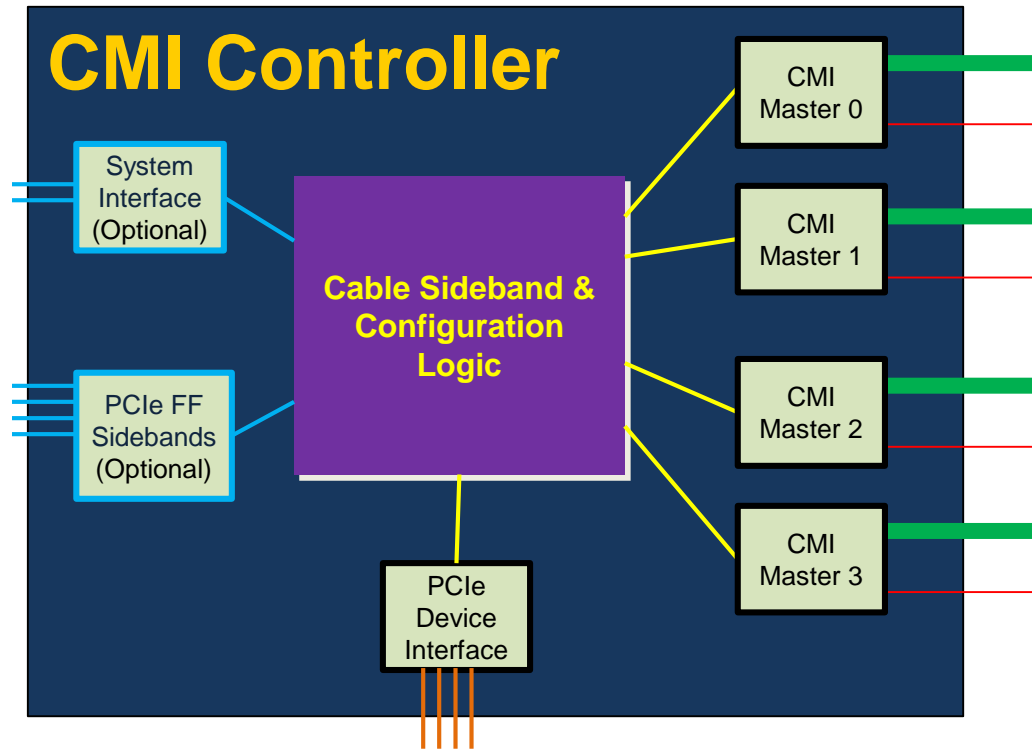 CMI Controller
System
Interface
(Optional)
PCIe FF
Sidebands
(Optional)
Cable Sideband &
Configuration
Logic
PCIe
Device
Interface
CMI
Master 0
CMI
Master 1
CMI
Master 2
CMI
Master 3